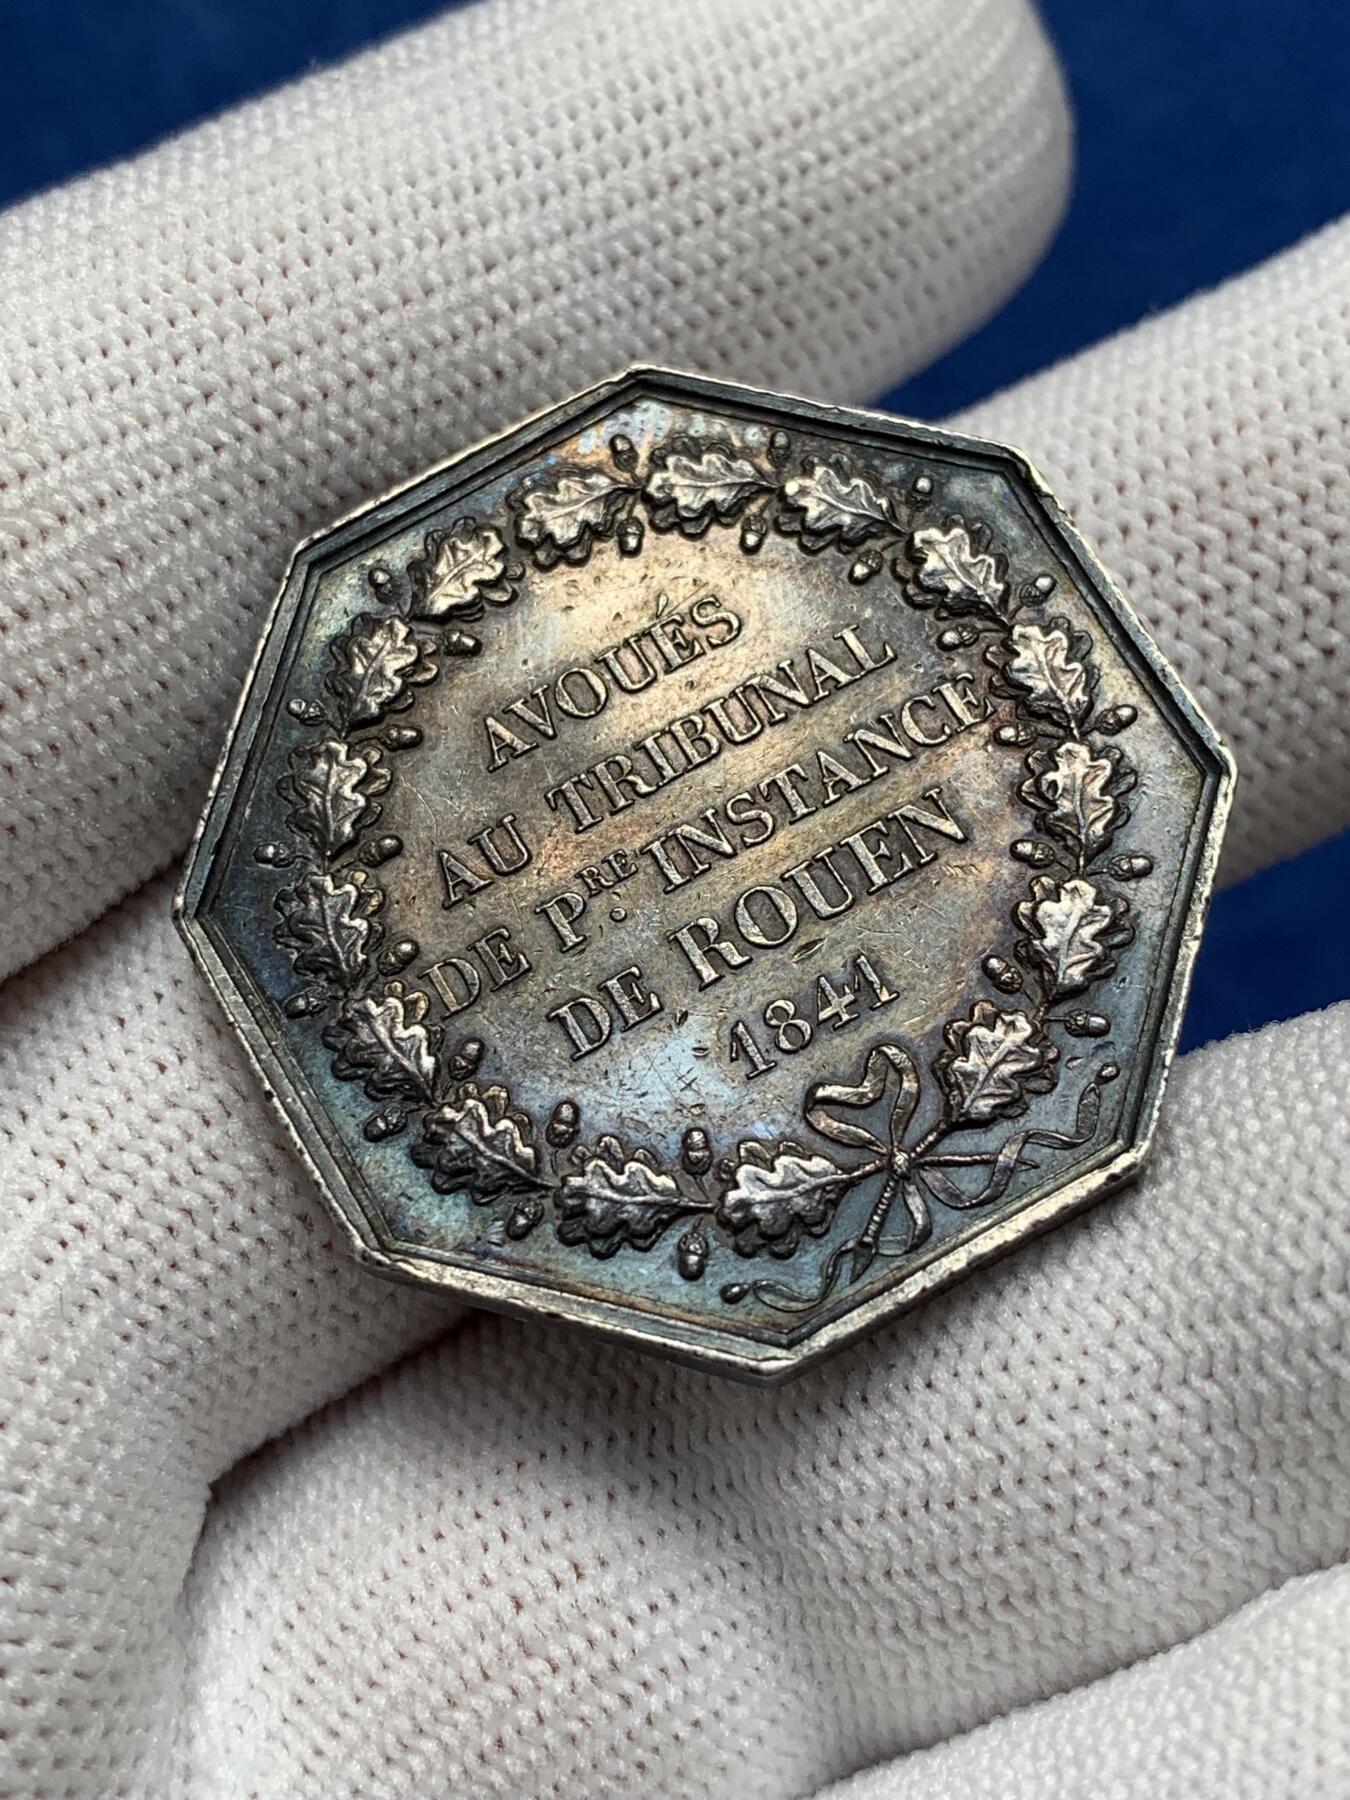 AVOUÉS
AU TRIBUNAL
DE PRE. INSTANCE
DE ROUEN
1841